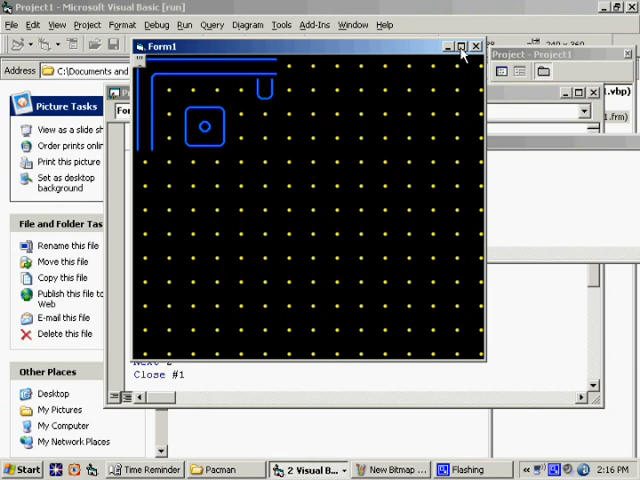 Project1 - Microsoft Visual Basic [run]
File Edit View Project Format Debug Run Query Diagram Tools Add-Ins Window Help
240 x 360
Form1
Project - Project1
Address C:\Documents and
Picture Tasks
View as a slide sh
Order prints onlin
Print this picture
Set as desktop
background
File and Folder Tas
Rename this file
Move this file
Copy this file
Publish this file to
Web
E-mail this file
Delete this file
Close #1
Other Places
Desktop
My Pictures
My Computer
My Network Places
Start Time Reminder Pacman 2 Visual B... New Bitmap ... Flashing 2:16 PM